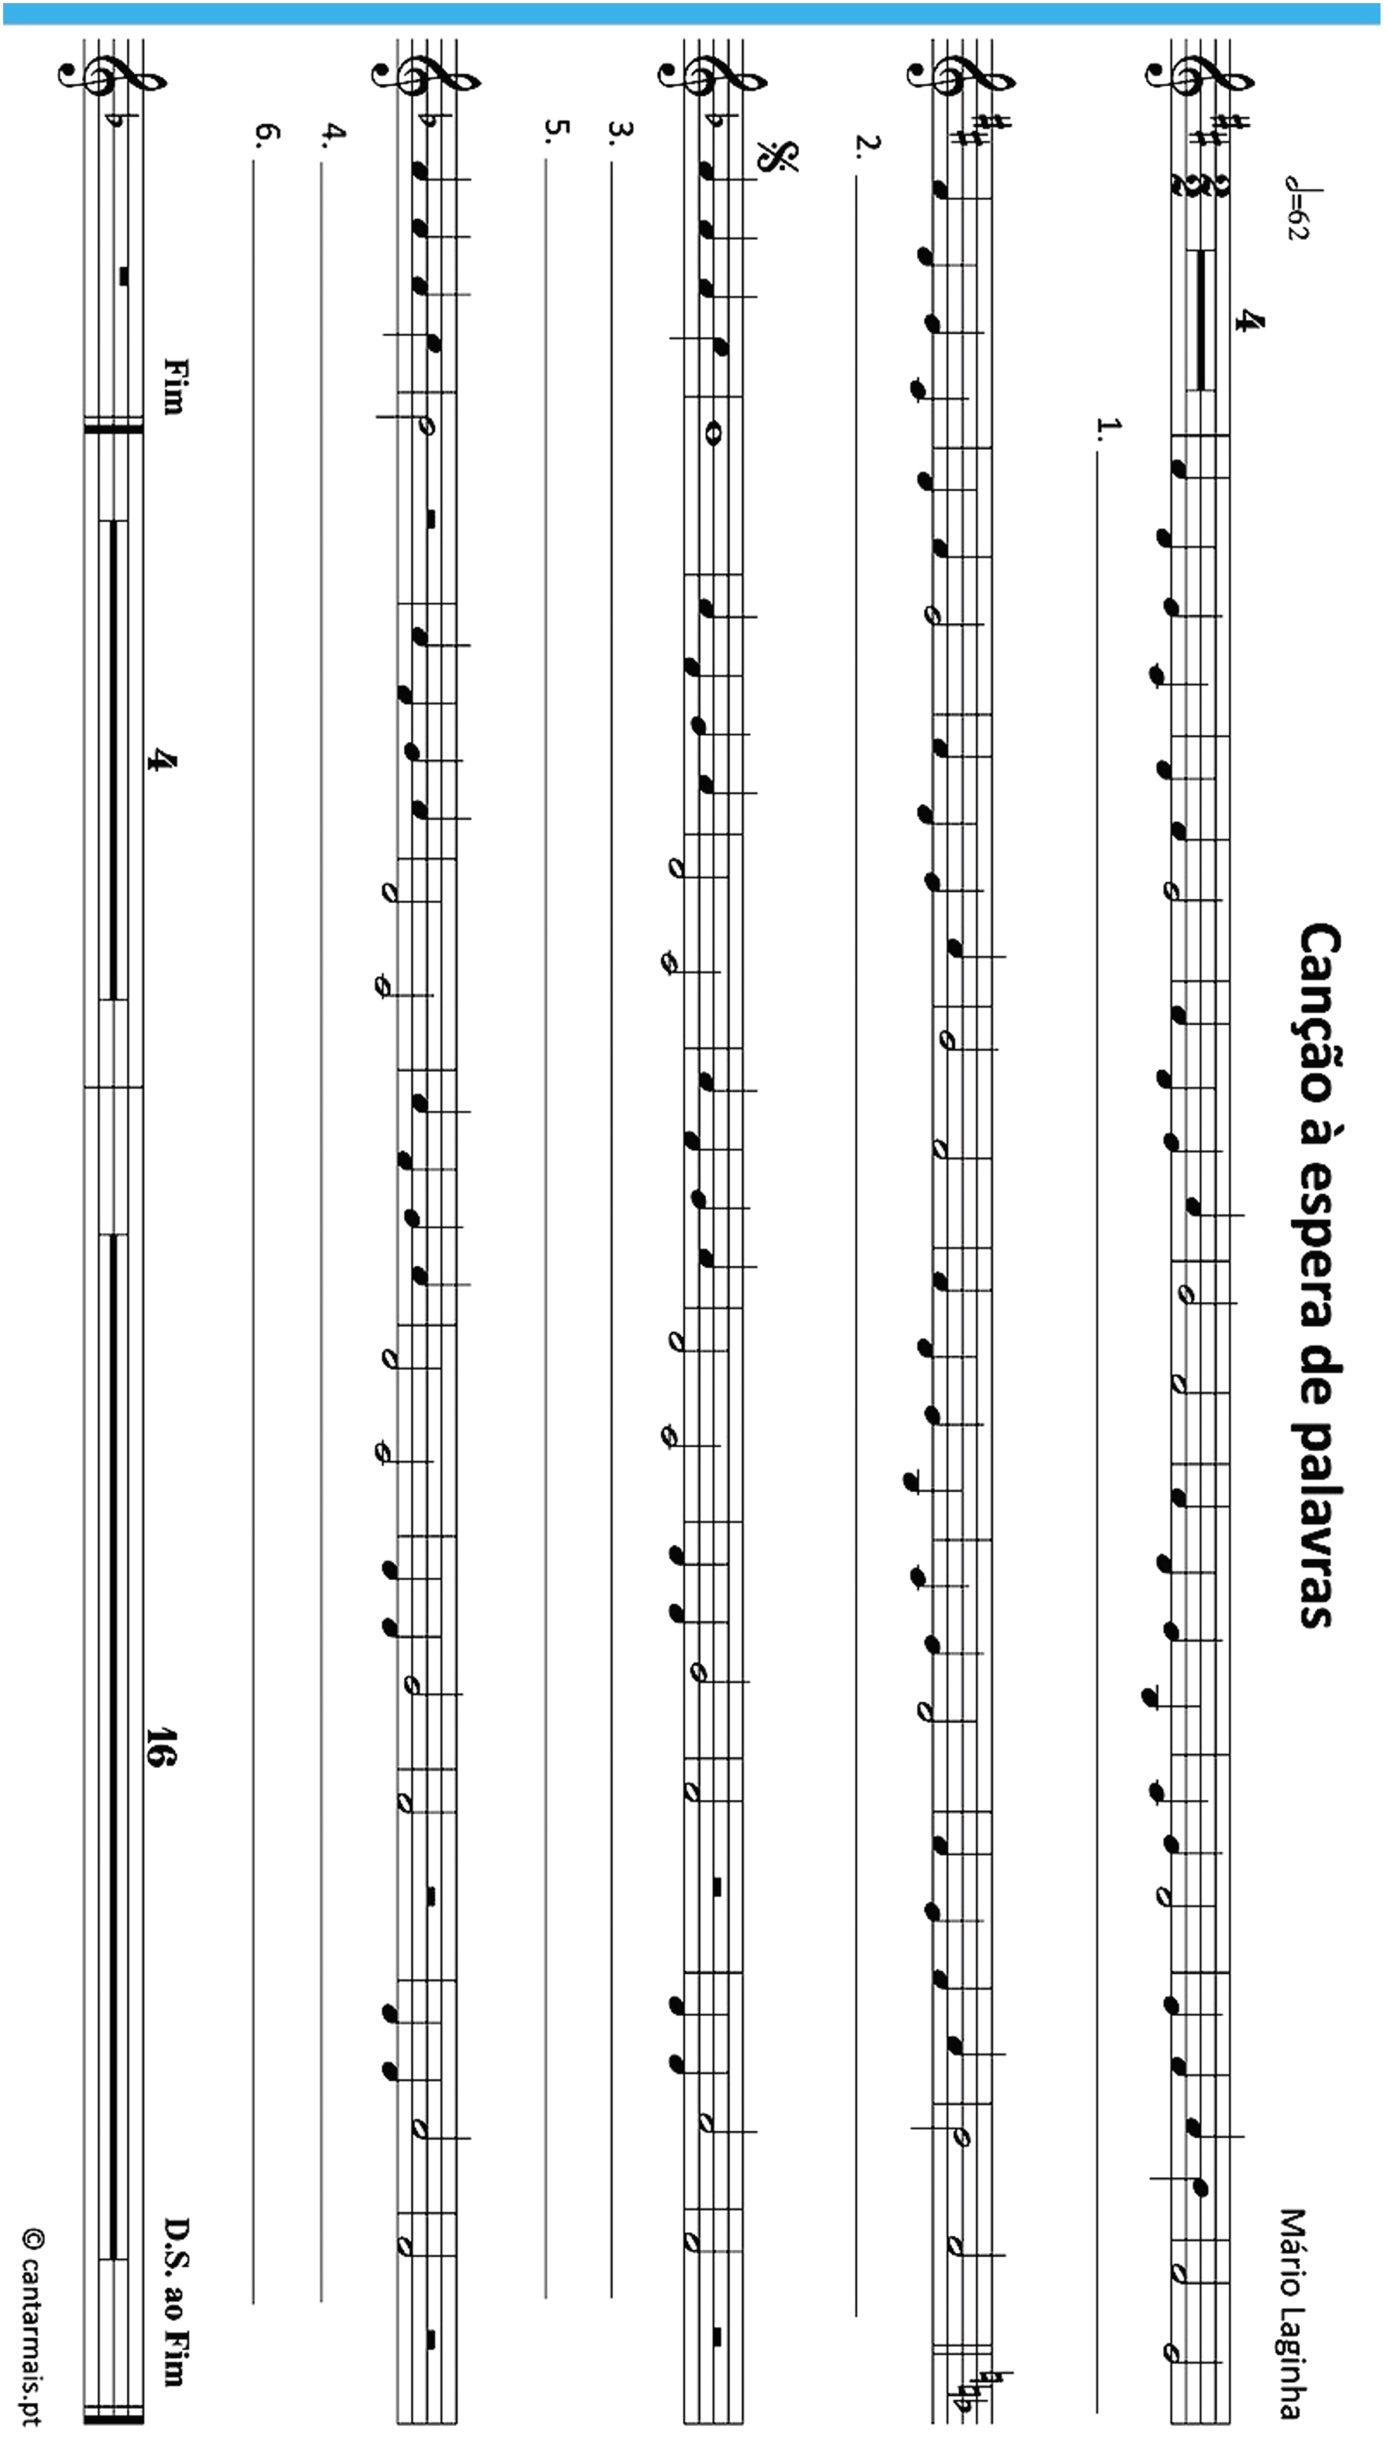 Canção à espera de palavras
Mário Laginha
=62
4
1.
2.
3.
5.
4.
6.
Fim
4
16
D.S. ao Fim
© cantarmais.pt